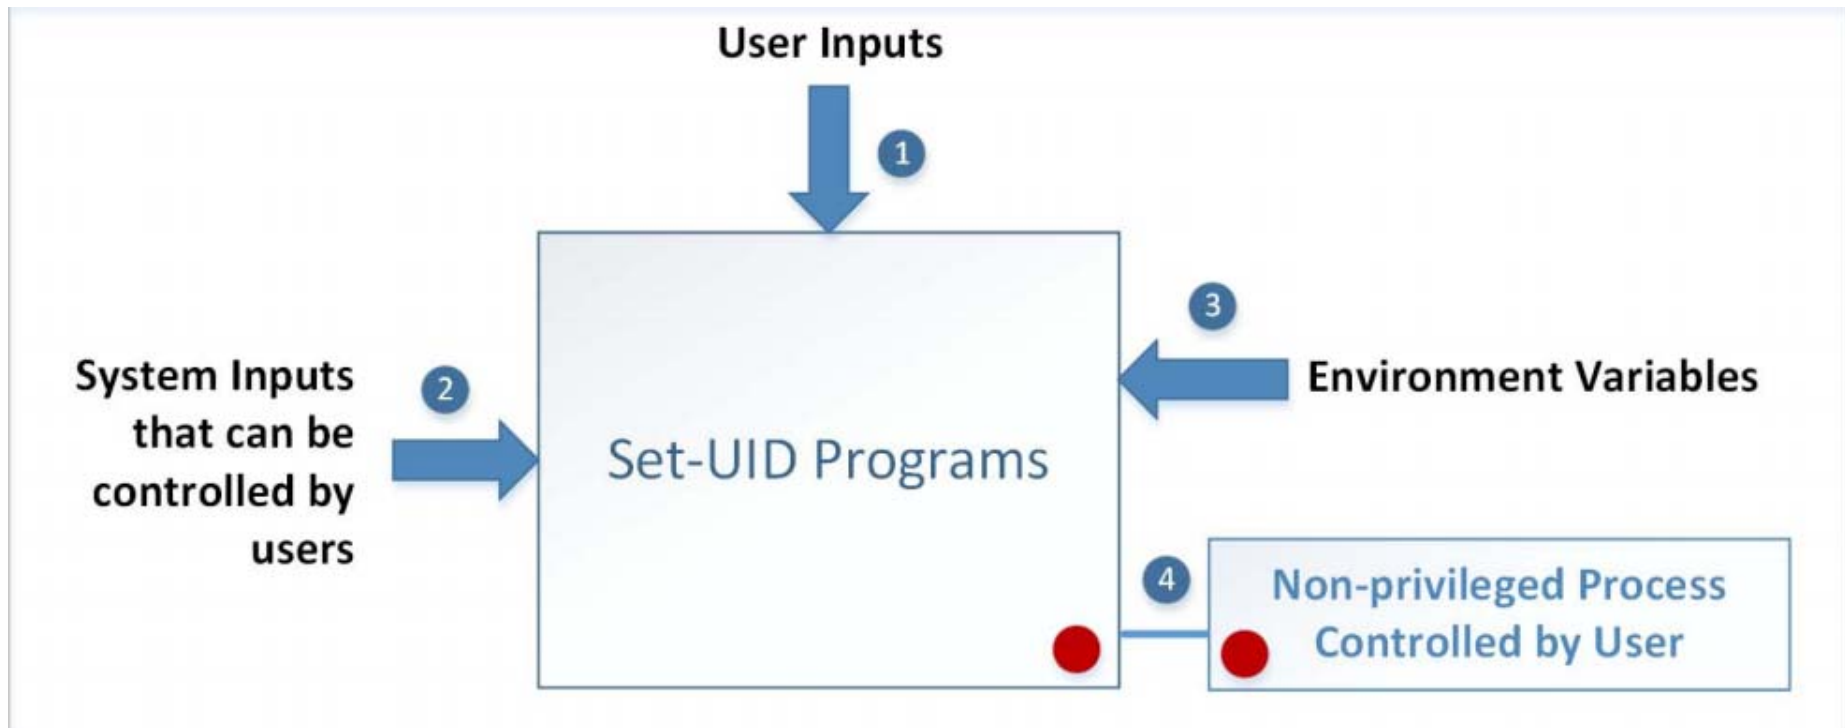 User Inputs
1
3
System Inputs
that can be
controlled by
users
2
Environment Variables
Set-UID Programs
4
Non-privileged Process
Controlled by User